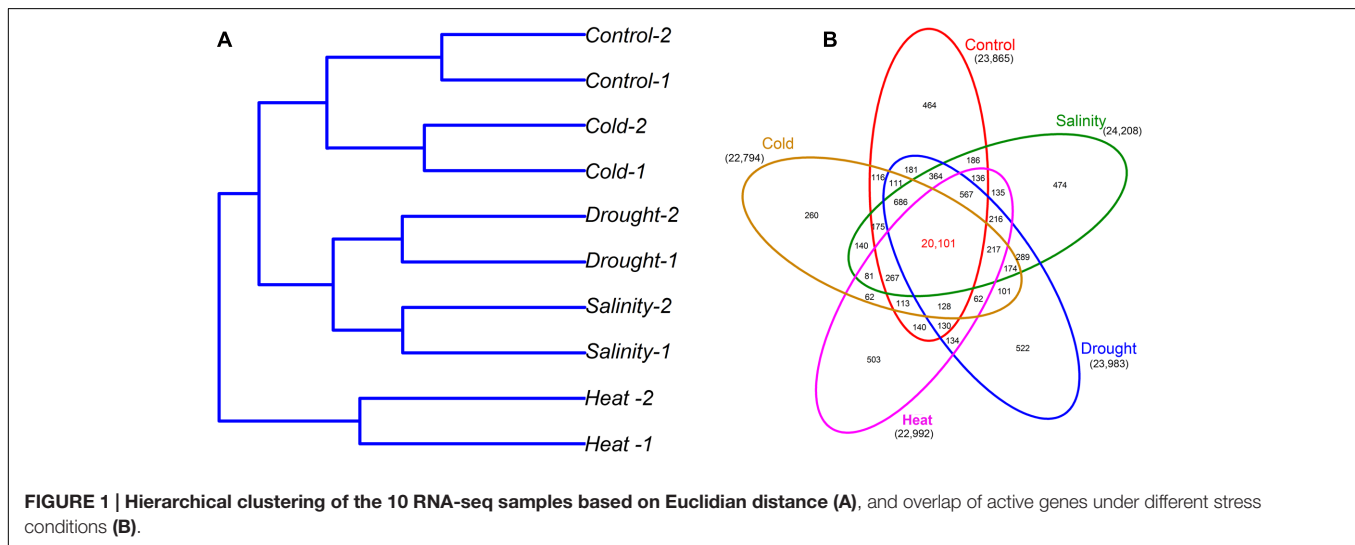 A
Control-2
Control-1
Cold-2
Cold-1
Drought-2
Drought-1
Salinity-2
Salinity-1
Heat -2
Heat -1
B
Control
(23,865)
Salinity
(24,208)
Cold
(22,794)
464
474
260
186
116
181
111
364
136
135
567
686
216
175
20,101
217
289
140
174
81
267
101
62
113
128
62
140
130
134
503
522
Drought
(23,983)
Heat
(22,992)
FIGURE 1 | Hierarchical clustering of the 10 RNA-seq samples based on Euclidian distance (A), and overlap of active genes under different stress
conditions (B).